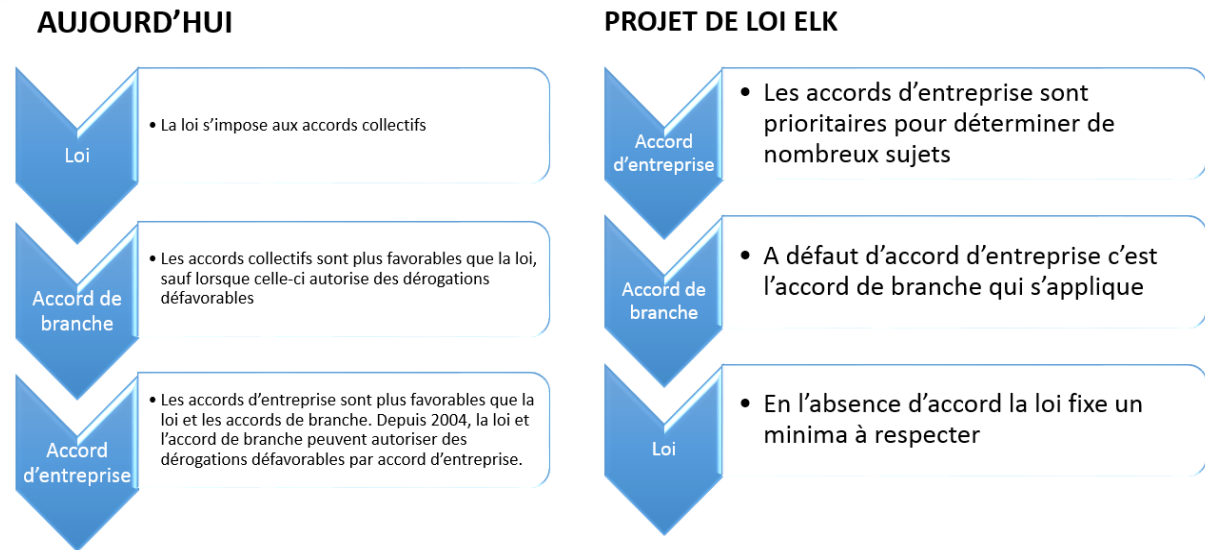 AUJOURD’HUI
Loi
• La loi s’impose aux accords collectifs
Accord de
branche
• Les accords collectifs sont plus favorables que la loi,
sauf lorsque celle-ci autorise des dérogations
défavorables
Accord
d’entreprise
• Les accords d’entreprise sont plus favorables que la
loi et les accords de branche. Depuis 2004, la loi et
l’accord de branche peuvent autoriser des
dérogations défavorables par accord d’entreprise.
PROJET DE LOI ELK
Accord
d’entreprise
• Les accords d’entreprise sont
prioritaires pour déterminer de
nombreux sujets
Accord de
branche
• A défaut d’accord d’entreprise c’est
l’accord de branche qui s’applique
Loi
• En l’absence d’accord la loi fixe un
minima à respecter